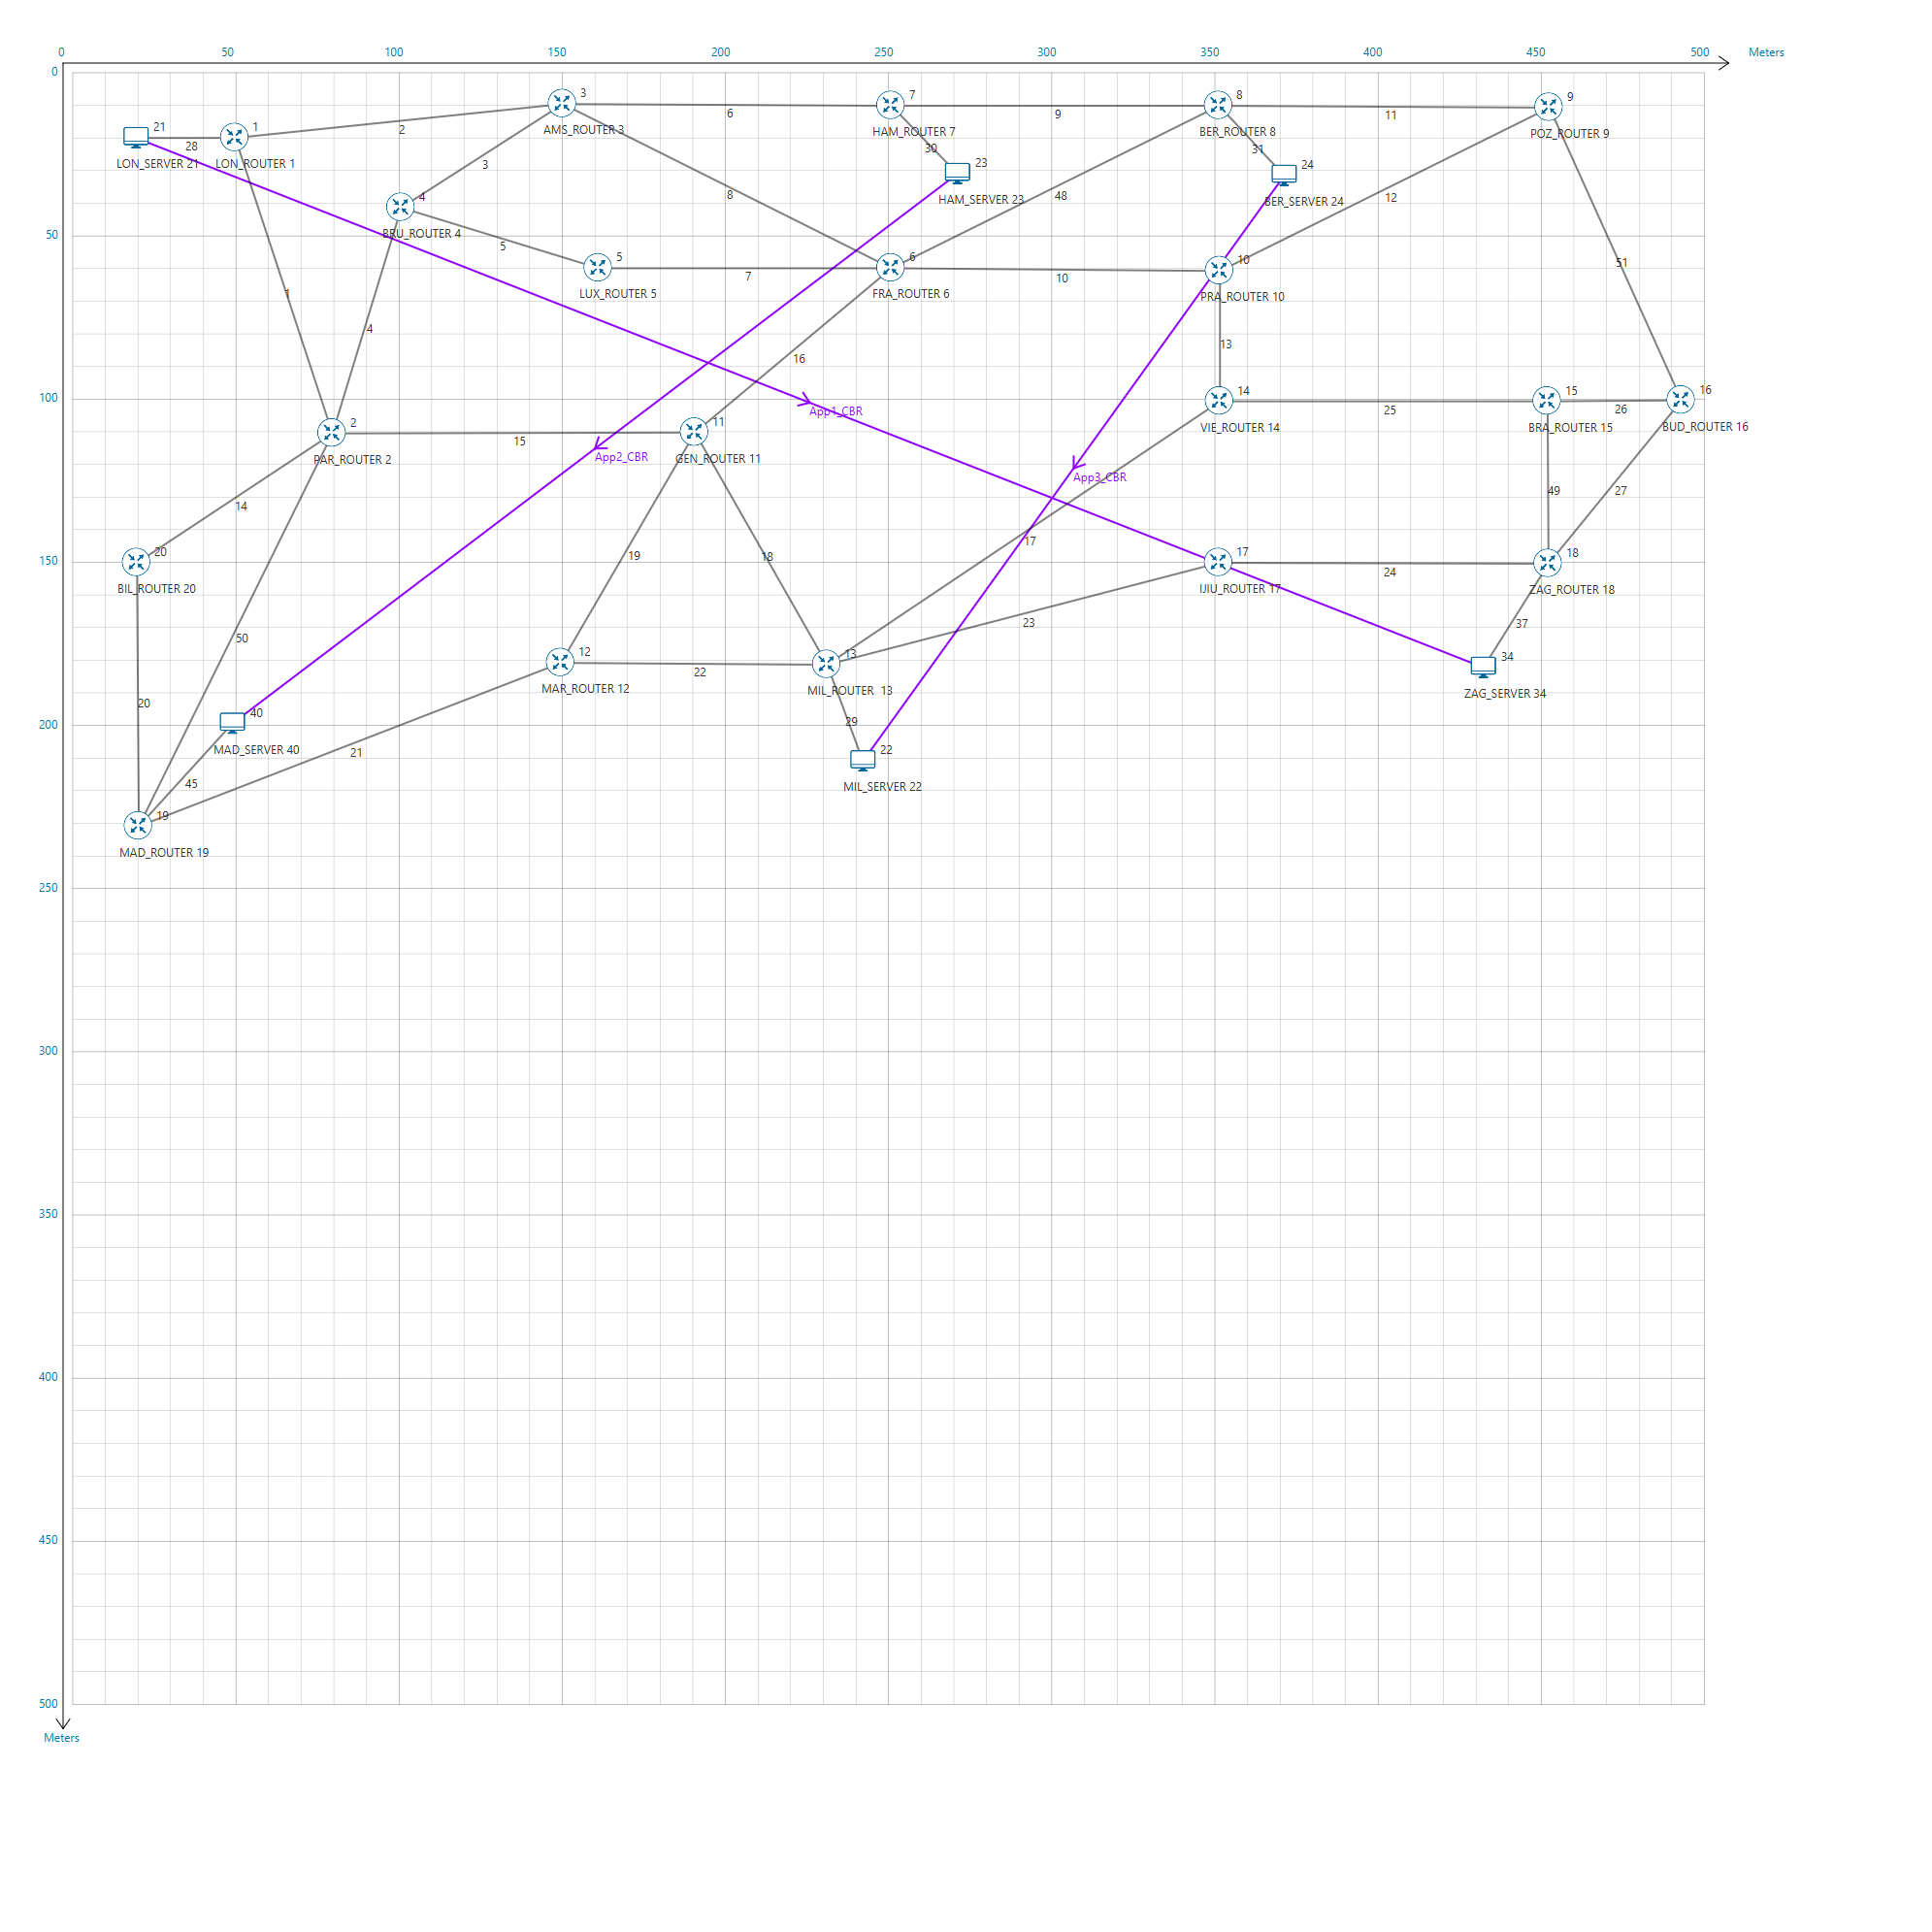 0 50 100 150 200 250 300 350 400 450 500 Meters
0
3
AMS_ROUTER 3
7
HAM_ROUTER 7
8
BER_ROUTER 8
9
POZ_ROUTER 9
6
9
11
21
LON_SERVER 21
28
1
LON_ROUTER 1
2
30
23
HAM_SERVER 23
31
24
BER_SERVER 24
3
8
48
12
4
BRU_ROUTER 4
50
5
5
LUX_ROUTER 5
7
6
FRA_ROUTER 6
10
10
PRA_ROUTER 10
51
1
4
16
13
100
App1_CBR
14
VIE_ROUTER 14
25
15
BRA_ROUTER 15
26
16
BUD_ROUTER 16
2
PAR_ROUTER 2
15
App2_CBR
11
GEN_ROUTER 11
App3_CBR
14
49
27
150
20
BIL_ROUTER 20
19
18
17
17
IJIU_ROUTER 17
24
18
ZAG_ROUTER 18
50
23
37
12
MAR_ROUTER 12
22
13
MIL_ROUTER 13
34
ZAG_SERVER 34
200
20
40
MAD_SERVER 40
21
29
22
MIL_SERVER 22
45
19
MAD_ROUTER 19
250
300
350
400
450
500
Meters